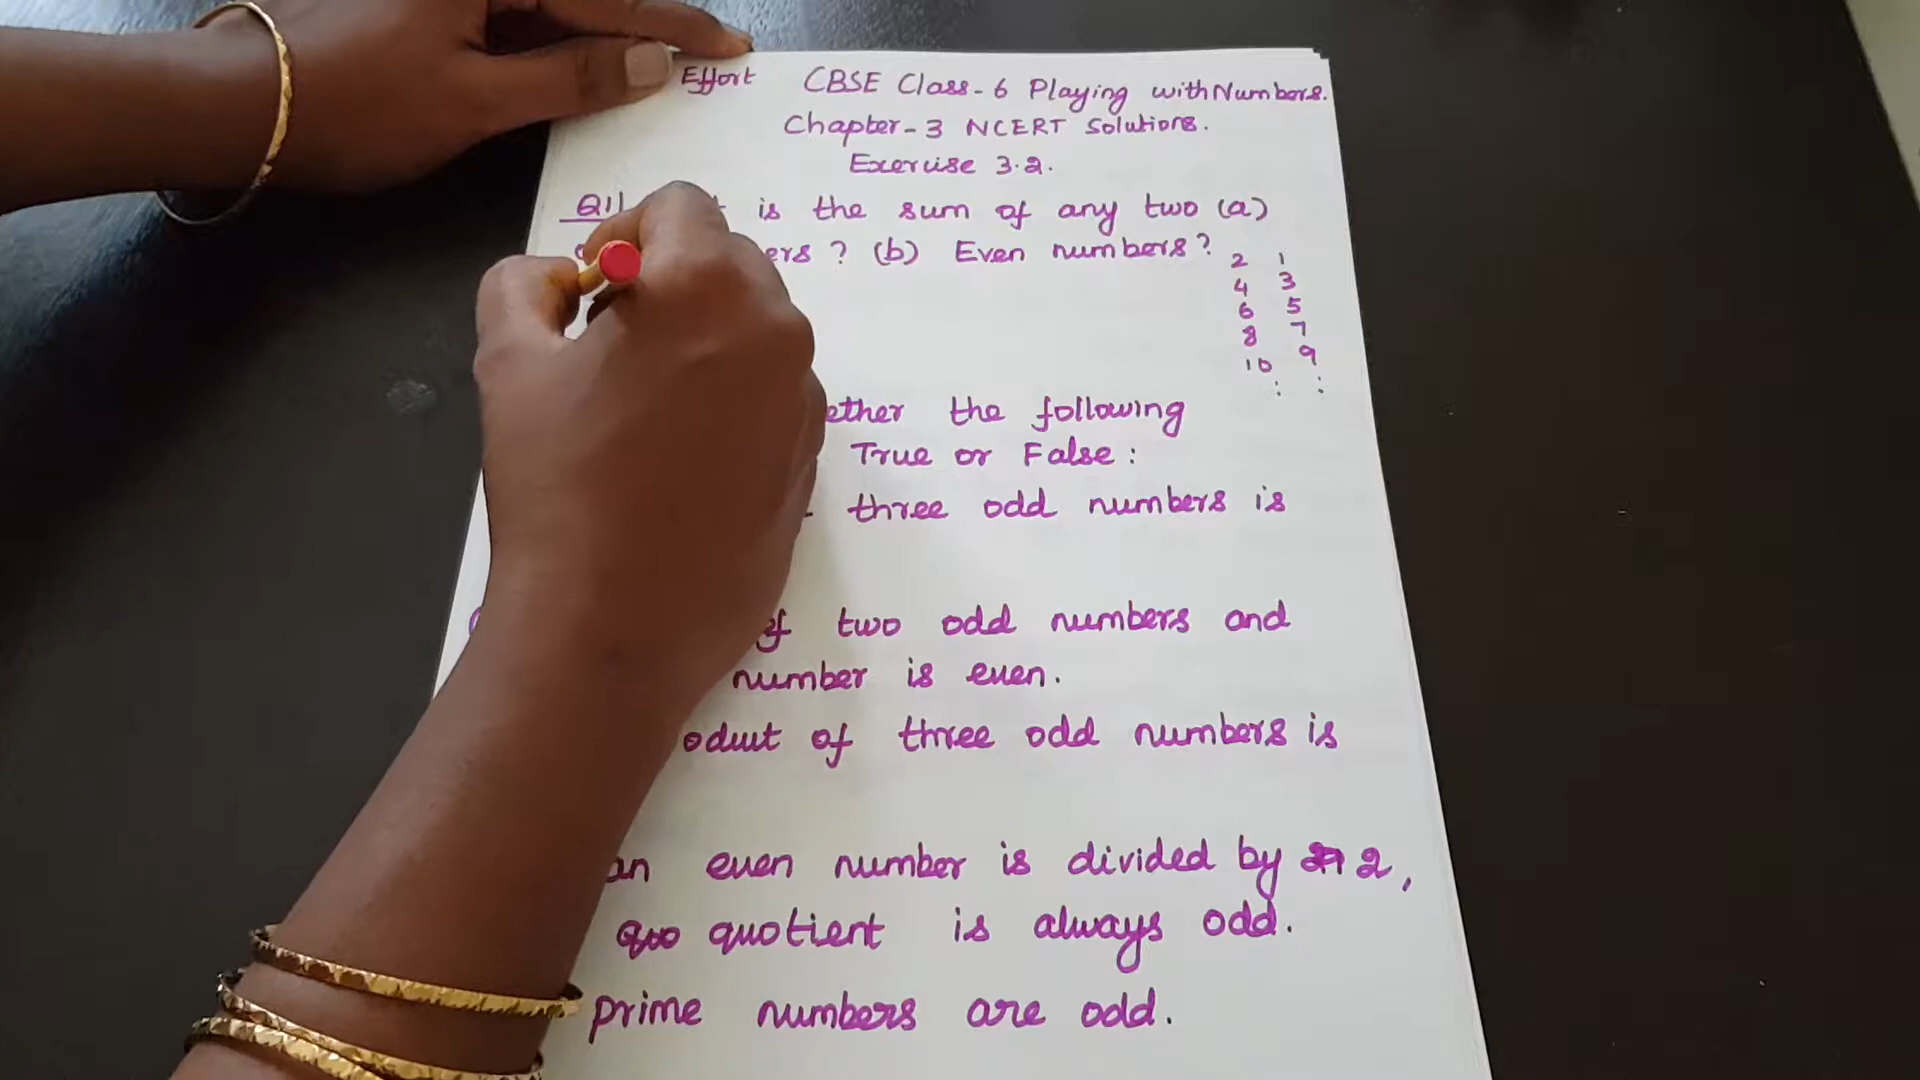 Effort CBSE Class-6 Playing with Numbers.
Chapter-3 NCERT Solutions.
Exercise 3.2.
Q1) is the sum of any two (a)
? (b) Even numbers?
2 1
4 3
6 5
8 7
10 9
: :
the following
True or False:
three odd numbers is
two odd numbers and
number is even.
of three odd numbers is
an even number is divided by 2,
quo quotient is always odd.
prime numbers are odd.